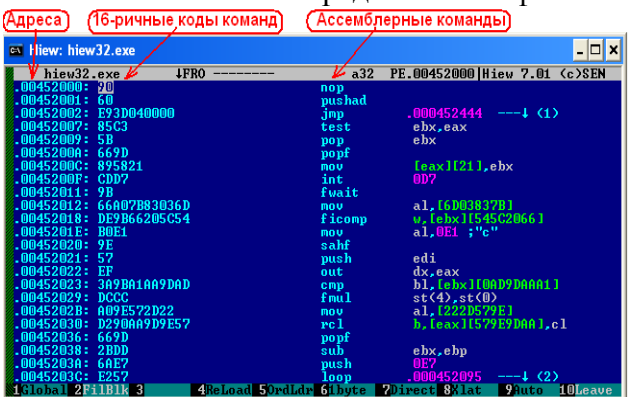 Адреса 16-ричные коды команд Ассемблерные команды
Hiew: hiew32.exe
hiew32.exe ↓FRO -------- a32 PE.00452000|Hiew 7.01 (c)SEN
.00452000: 90 nop
.00452001: 60 pushad
.00452002: E93D040000 jmp .000452444 ---↓ (1)
.00452007: 85C3 test ebx,eax
.00452009: 5B pop ebx
.0045200A: 669D popf
.0045200C: 895821 mov [eax][21],ebx
.0045200F: CDD7 int 0D7
.00452011: 9B fwait
.00452012: 66A07B83036D mov al,[6D03837B]
.00452018: DE9B66205C54 ficomp w,[ebx][545C2066]
.0045201E: B0E1 mov al,0E1 ;"c"
.00452020: 9E sahf
.00452021: 57 push edi
.00452022: EF out dx,eax
.00452023: 3A9BA1AA9DAD cmp bl,[ebx][0AD9DAAA1]
.00452029: DCCC fmul st(4),st(0)
.0045202B: A09E572D22 mov al,[222D579E]
.00452030: D290AA9D9E57 rcl b,[eax][579E9DAA],cl
.00452036: 669D popf
.00452038: 2BDD sub ebx,ebp
.0045203A: 6AE7 push 0E7
.0045203C: E257 loop .000452095 ---↓ (2)
1Global 2FilBlk 3 4ReLoad 5OrdLdr 6lbyte 7Direct 8Xlat 9Auto 10Leave